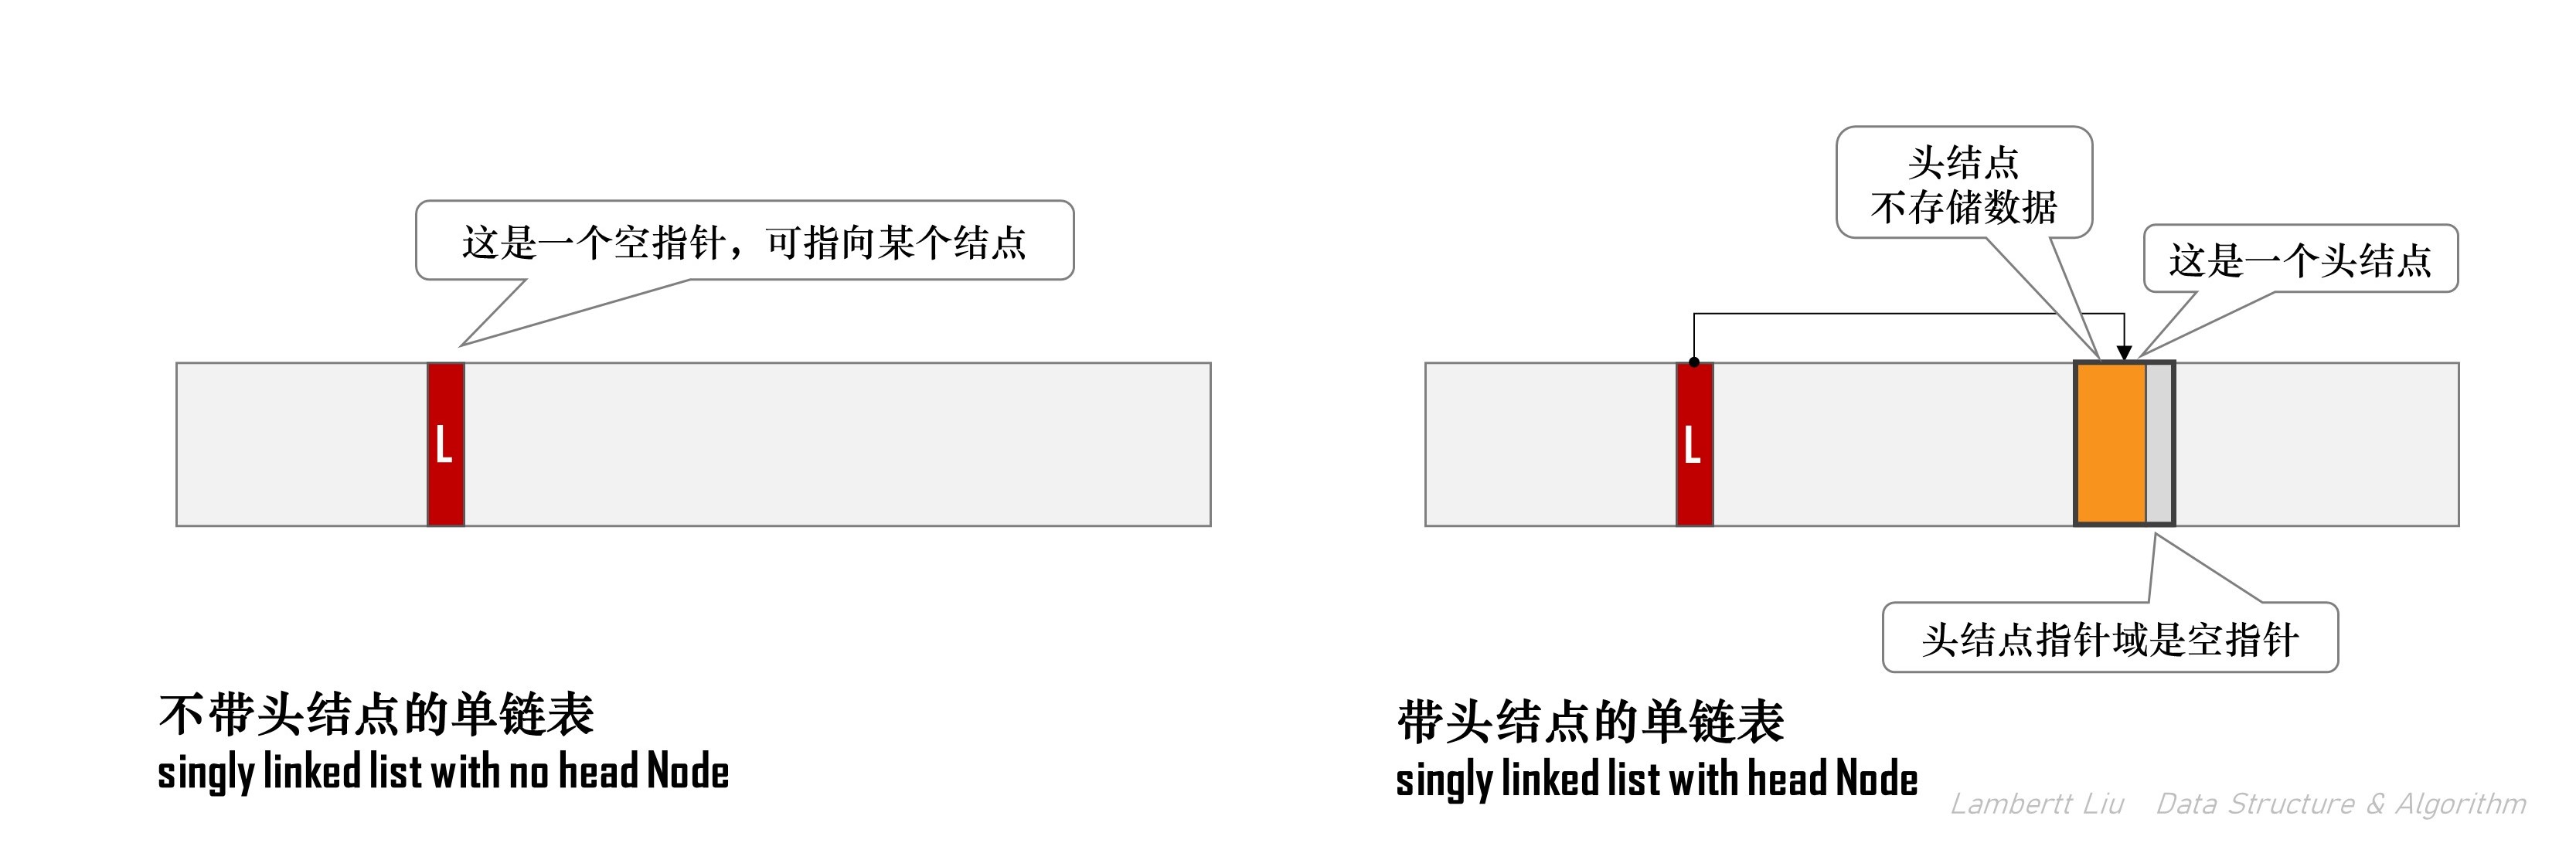 这是一个空指针，可指向某个结点
L
不带头结点的单链表
singly linked list with no head Node
头结点
不存储数据
这是一个头结点
L
头结点指针域是空指针
带头结点的单链表
singly linked list with head Node
Lambertt Liu Data Structure & Algorithm